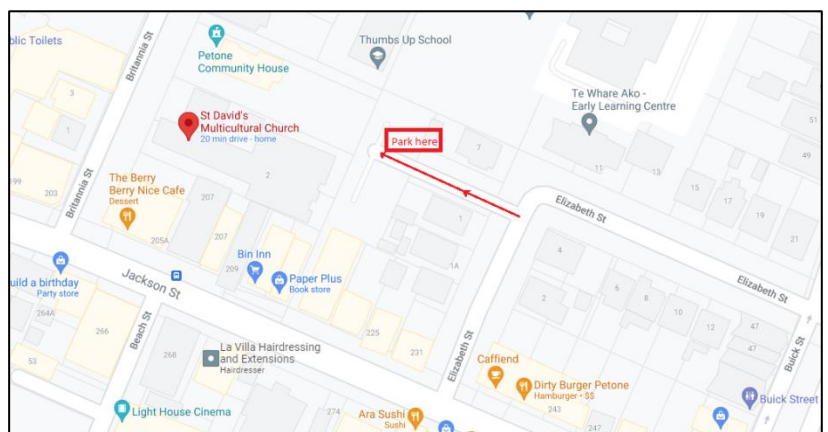 blic Toilets
Britannia St
Petone
Community House
Thumbs Up School
Te Whare Ako -
Early Learning Centre
3
1
St David's
Multicultural Church
20 min drive - home
Park here
7
11
13
51
49
2
15
17
19
21
The Berry
Berry Nice Cafe
Dessert
199
203
Britannia St
207
207
205A
209
Elizabeth St
1
1A
4
2
6
8
10
12
47
47
Elizabeth St
Bin Inn
Paper Plus
Book store
Jackson St
uild a birthday
Party store
264A
266
Beach St
268
53
225
231
La Villa Hairdressing
and Extensions
Hairdresser
Elizabeth St
Caffiend
Dirty Burger Petone
Hamburger · $$
243
247
Buick St
Buick Street
Light House Cinema
274
Ara Sushi
Sushi